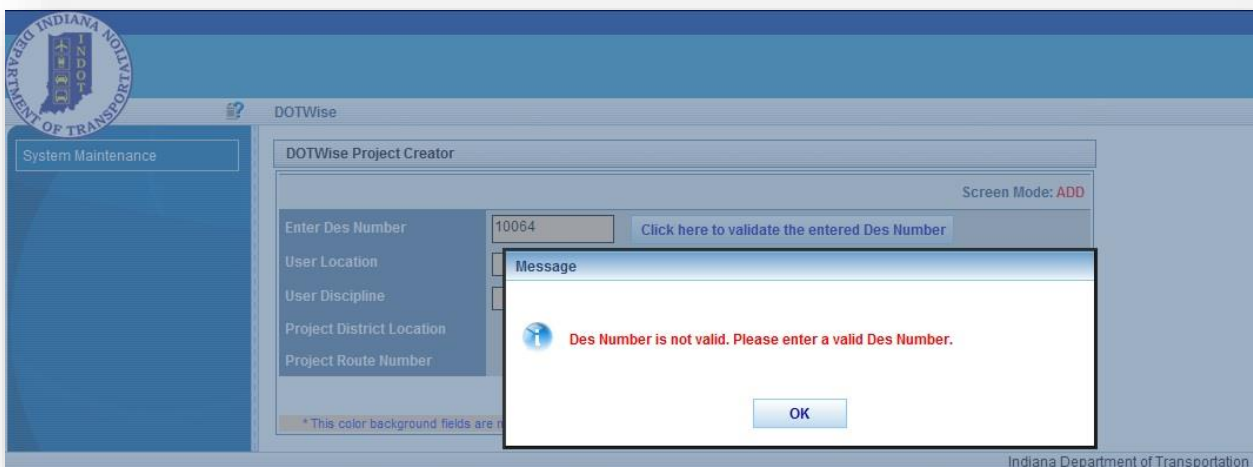 INDIANA
DEPARTMENT OF TRANSPORTATION
INDOT
DOTWise
System Maintenance
DOTWise Project Creator
Screen Mode: ADD
Enter Des Number 10064 Click here to validate the entered Des Number
User Location
User Discipline
Project District Location
Project Route Number
Message
Des Number is not valid. Please enter a valid Des Number.
OK
* This color background fields are
Indiana Department of Transportation